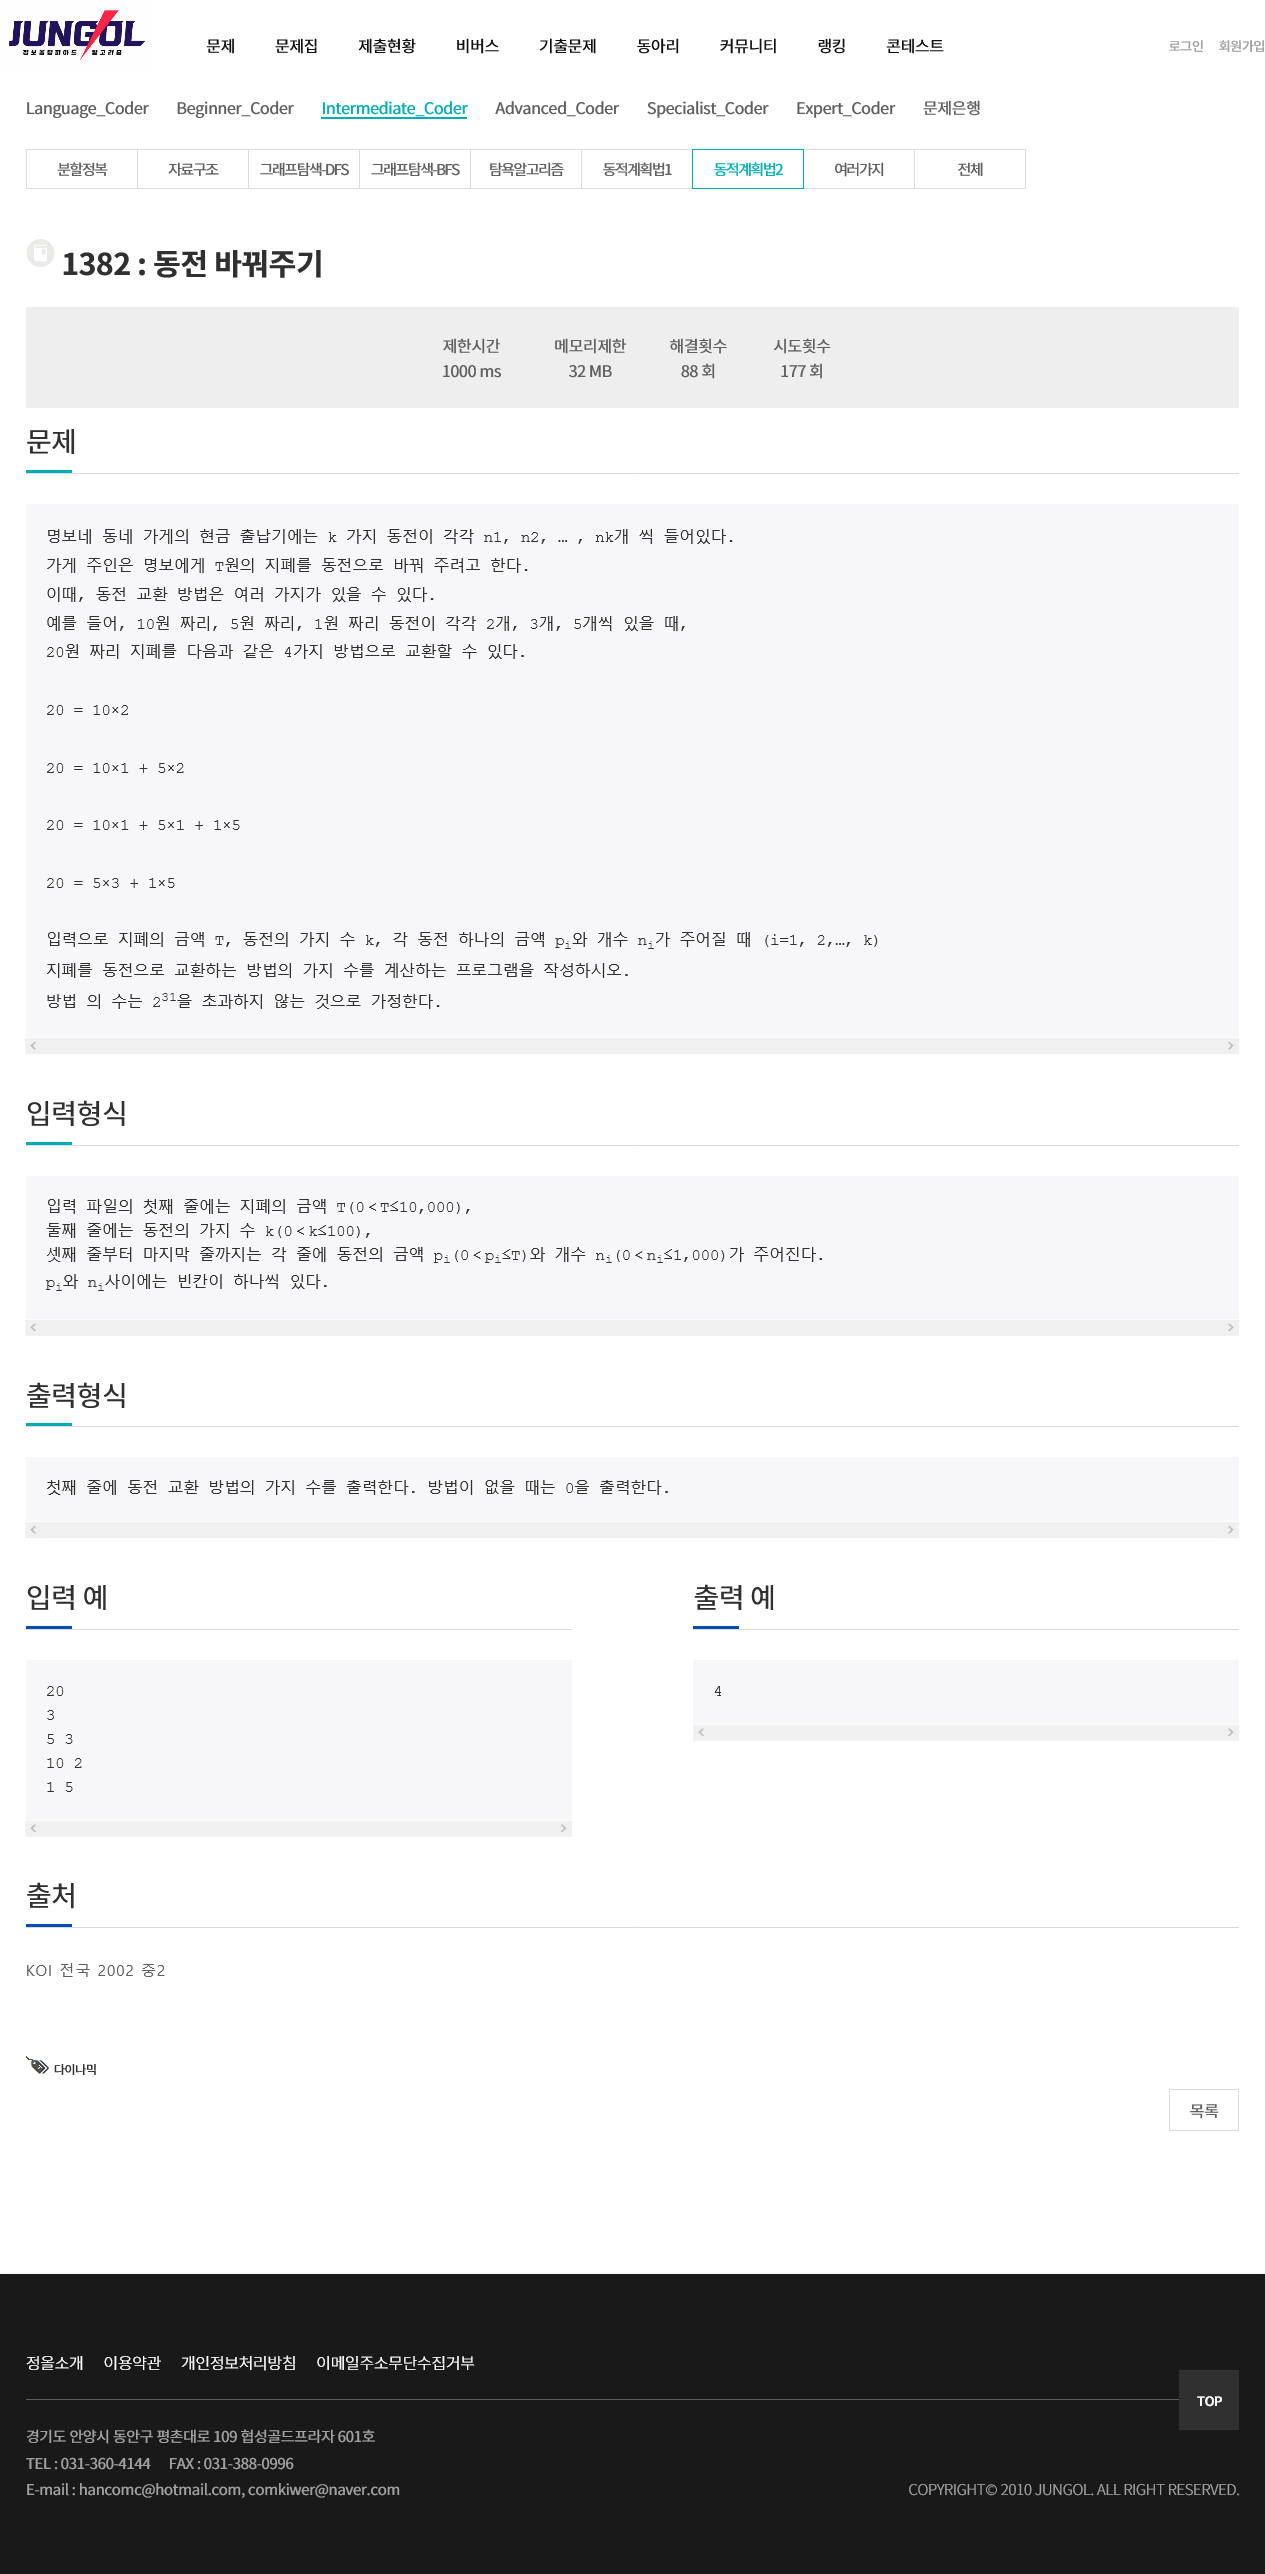 JUNGOL
정보올림피아드 알고리즘
문제 문제집 제출현황 비버스 기출문제 동아리 커뮤니티 랭킹 콘테스트 로그인 회원가입
Language_Coder Beginner_Coder Intermediate_Coder Advanced_Coder Specialist_Coder Expert_Coder 문제은행
분할정복 자료구조 그래프탐색-DFS 그래프탐색-BFS 탐욕알고리즘 동적계획법1 동적계획법2 여러가지 전체
1382 : 동전 바꿔주기
제한시간 메모리제한 해결횟수 시도횟수
1000 ms 32 MB 88 회 177 회
문제
명보네 동네 가게의 현금 출납기에는 k 가지 동전이 각각 n1, n2, … , nk개 씩 들어있다.
가게 주인은 명보에게 T원의 지폐를 동전으로 바꿔 주려고 한다.
이때, 동전 교환 방법은 여러 가지가 있을 수 있다.
예를 들어, 10원 짜리, 5원 짜리, 1원 짜리 동전이 각각 2개, 3개, 5개씩 있을 때,
20원 짜리 지폐를 다음과 같은 4가지 방법으로 교환할 수 있다.
20 = 10×2
20 = 10×1 + 5×2
20 = 10×1 + 5×1 + 1×5
20 = 5×3 + 1×5
입력으로 지폐의 금액 T, 동전의 가지 수 k, 각 동전 하나의 금액 pi와 개수 ni가 주어질 때 (i=1, 2,…, k)
지폐를 동전으로 교환하는 방법의 가지 수를 계산하는 프로그램을 작성하시오.
방법 의 수는 2^31을 초과하지 않는 것으로 가정한다.
입력형식
입력 파일의 첫째 줄에는 지폐의 금액 T(0＜T≤10,000),
둘째 줄에는 동전의 가지 수 k(0＜k≤100),
셋째 줄부터 마지막 줄까지는 각 줄에 동전의 금액 pi(0＜pi≤T)와 개수 ni(0＜ni≤1,000)가 주어진다.
pi와 ni사이에는 빈칸이 하나씩 있다.
출력형식
첫째 줄에 동전 교환 방법의 가지 수를 출력한다. 방법이 없을 때는 0을 출력한다.
입력 예
20
3
5 3
10 2
1 5
출력 예
4
출처
KOI 전국 2002 중2
다이나믹
목록
정올소개 이용약관 개인정보처리방침 이메일주소무단수집거부
TOP
경기도 안양시 동안구 평촌대로 109 협성골드프라자 601호
TEL : 031-360-4144 FAX : 031-388-0996
E-mail : hancomc@hotmail.com, comkiwer@naver.com
COPYRIGHT© 2010 JUNGOL. ALL RIGHT RESERVED.